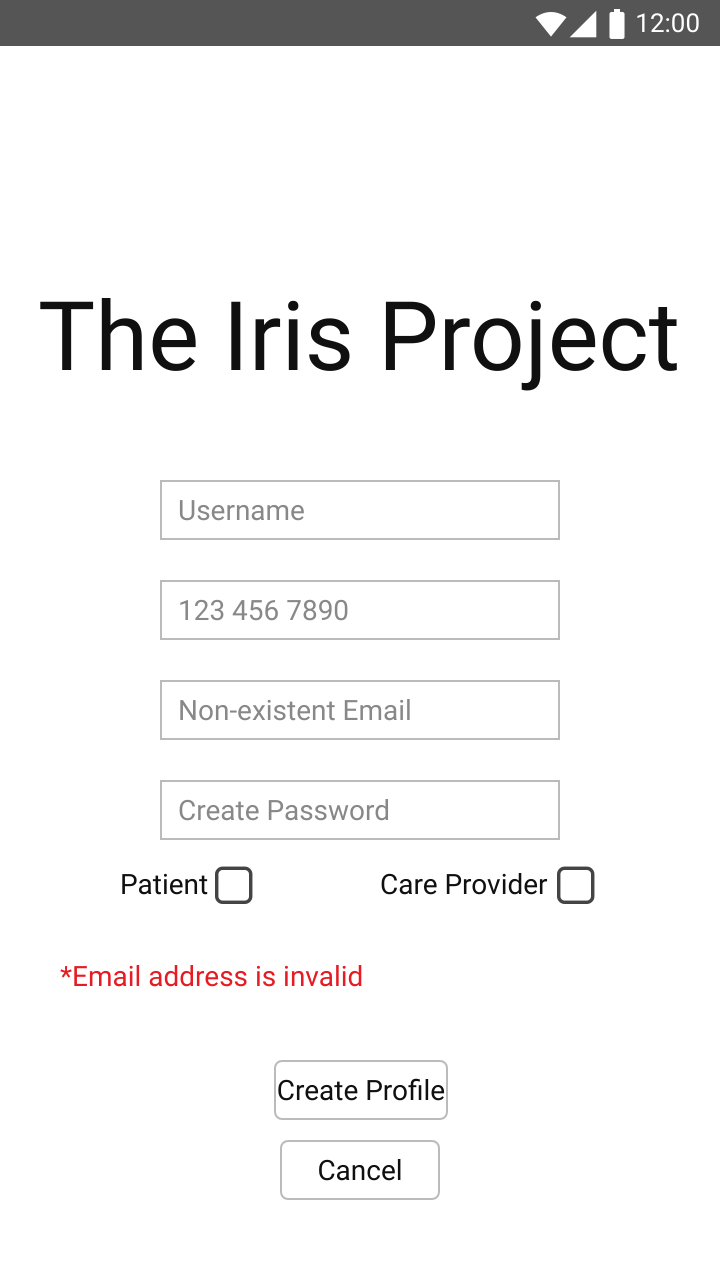 12:00
The Iris Project
Username
123 456 7890
Non-existent Email
Create Password
Patient
Care Provider
*Email address is invalid
Create Profile
Cancel